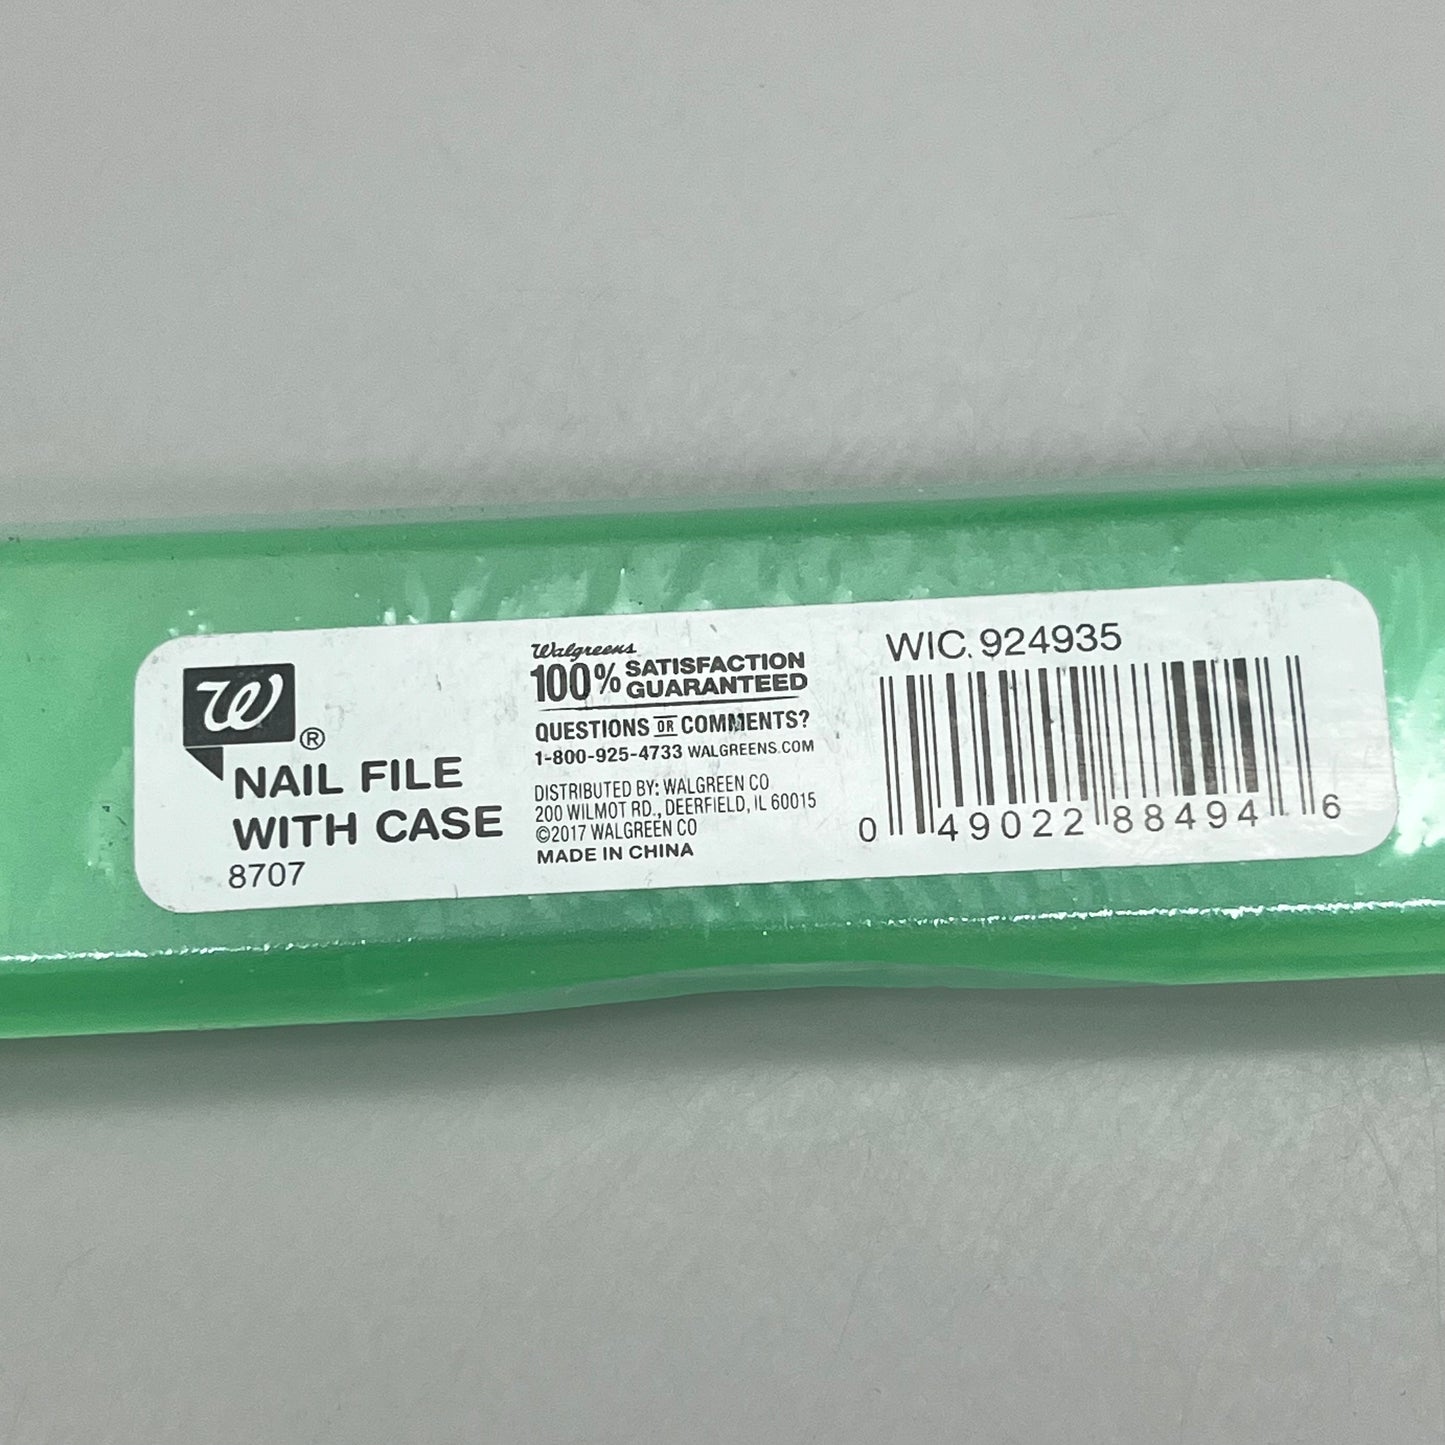 W®
NAIL FILE
WITH CASE
8707
Walgreens
100% SATISFACTION
GUARANTEED
QUESTIONS OR COMMENTS?
1-800-925-4733 WALGREENS.COM
DISTRIBUTED BY: WALGREEN CO.
200 WILMOT RD., DEERFIELD, IL 60015
©2017 WALGREEN CO
MADE IN CHINA
WIC. 924935
0 49022 88494 6